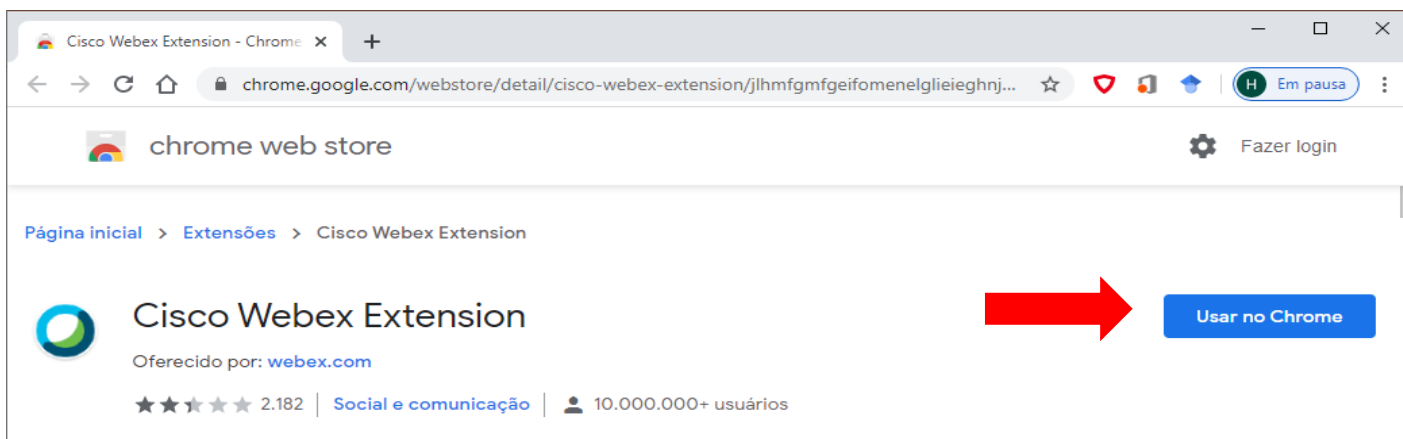 Cisco Webex Extension - Chrome
chrome.google.com/webstore/detail/cisco-webex-extension/jlhmfgmfgeifomenelglieieghnj...
H Em pausa
chrome web store
Fazer login
Página inicial > Extensões > Cisco Webex Extension
Cisco Webex Extension
Usar no Chrome
Oferecido por: webex.com
2.182 | Social e comunicação | 10.000.000+ usuários